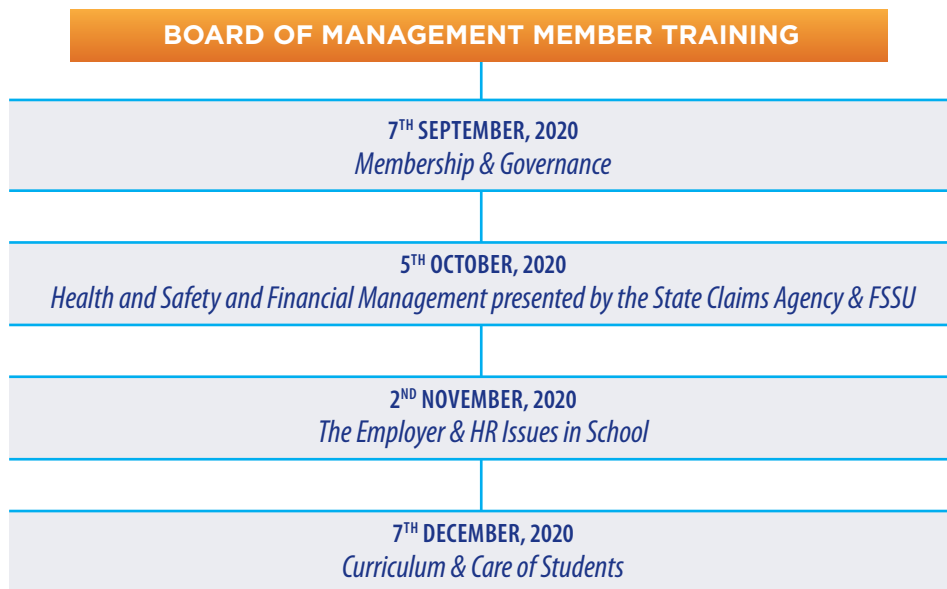 BOARD OF MANAGEMENT MEMBER TRAINING
7TH SEPTEMBER, 2020
Membership & Governance
5TH OCTOBER, 2020
Health and Safety and Financial Management presented by the State Claims Agency & FSSU
2ND NOVEMBER, 2020
The Employer & HR Issues in School
7TH DECEMBER, 2020
Curriculum & Care of Students